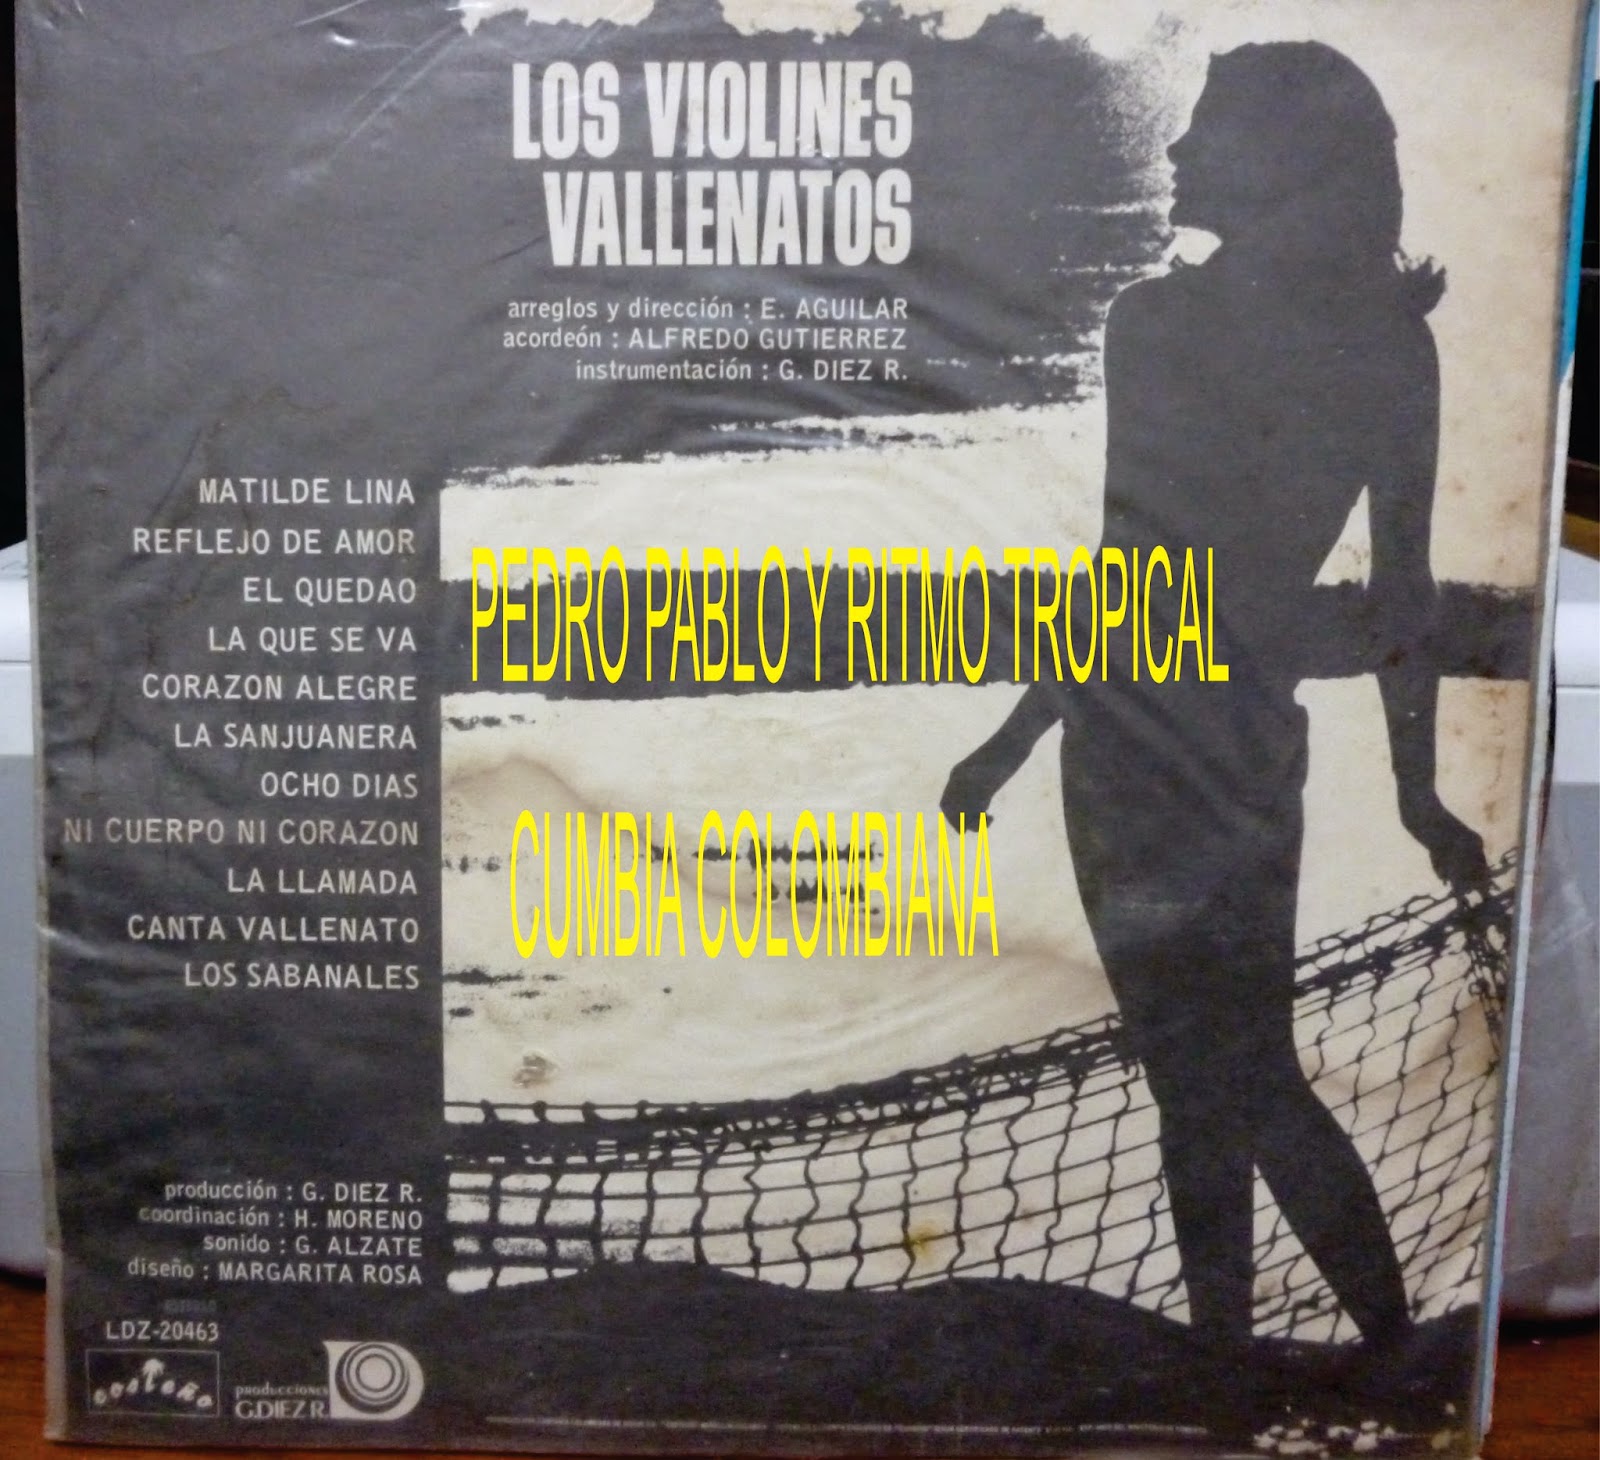 LOS VIOLINES
VALLENATOS
arreglos y dirección : E. AGUILAR
acordeón : ALFREDO GUTIERREZ
instrumentación : G. DIEZ R.
MATILDE LINA
REFLEJO DE AMOR
EL QUEDAO
LA QUE SE VA
CORAZON ALEGRE
LA SANJUANERA
OCHO DIAS
NI CUERPO NI CORAZON
LA LLAMADA
CANTA VALLENATO
LOS SABANALES
PEDRO PABLO Y RITMO TROPICAL
CUMBIA COLOMBIANA
producción : G. DIEZ R.
coordinación : H. MORENO
sonido : G. ALZATE
diseño : MARGARITA ROSA
LDZ-20463
costeño
PRODUCCIONES
G.DIEZ R.